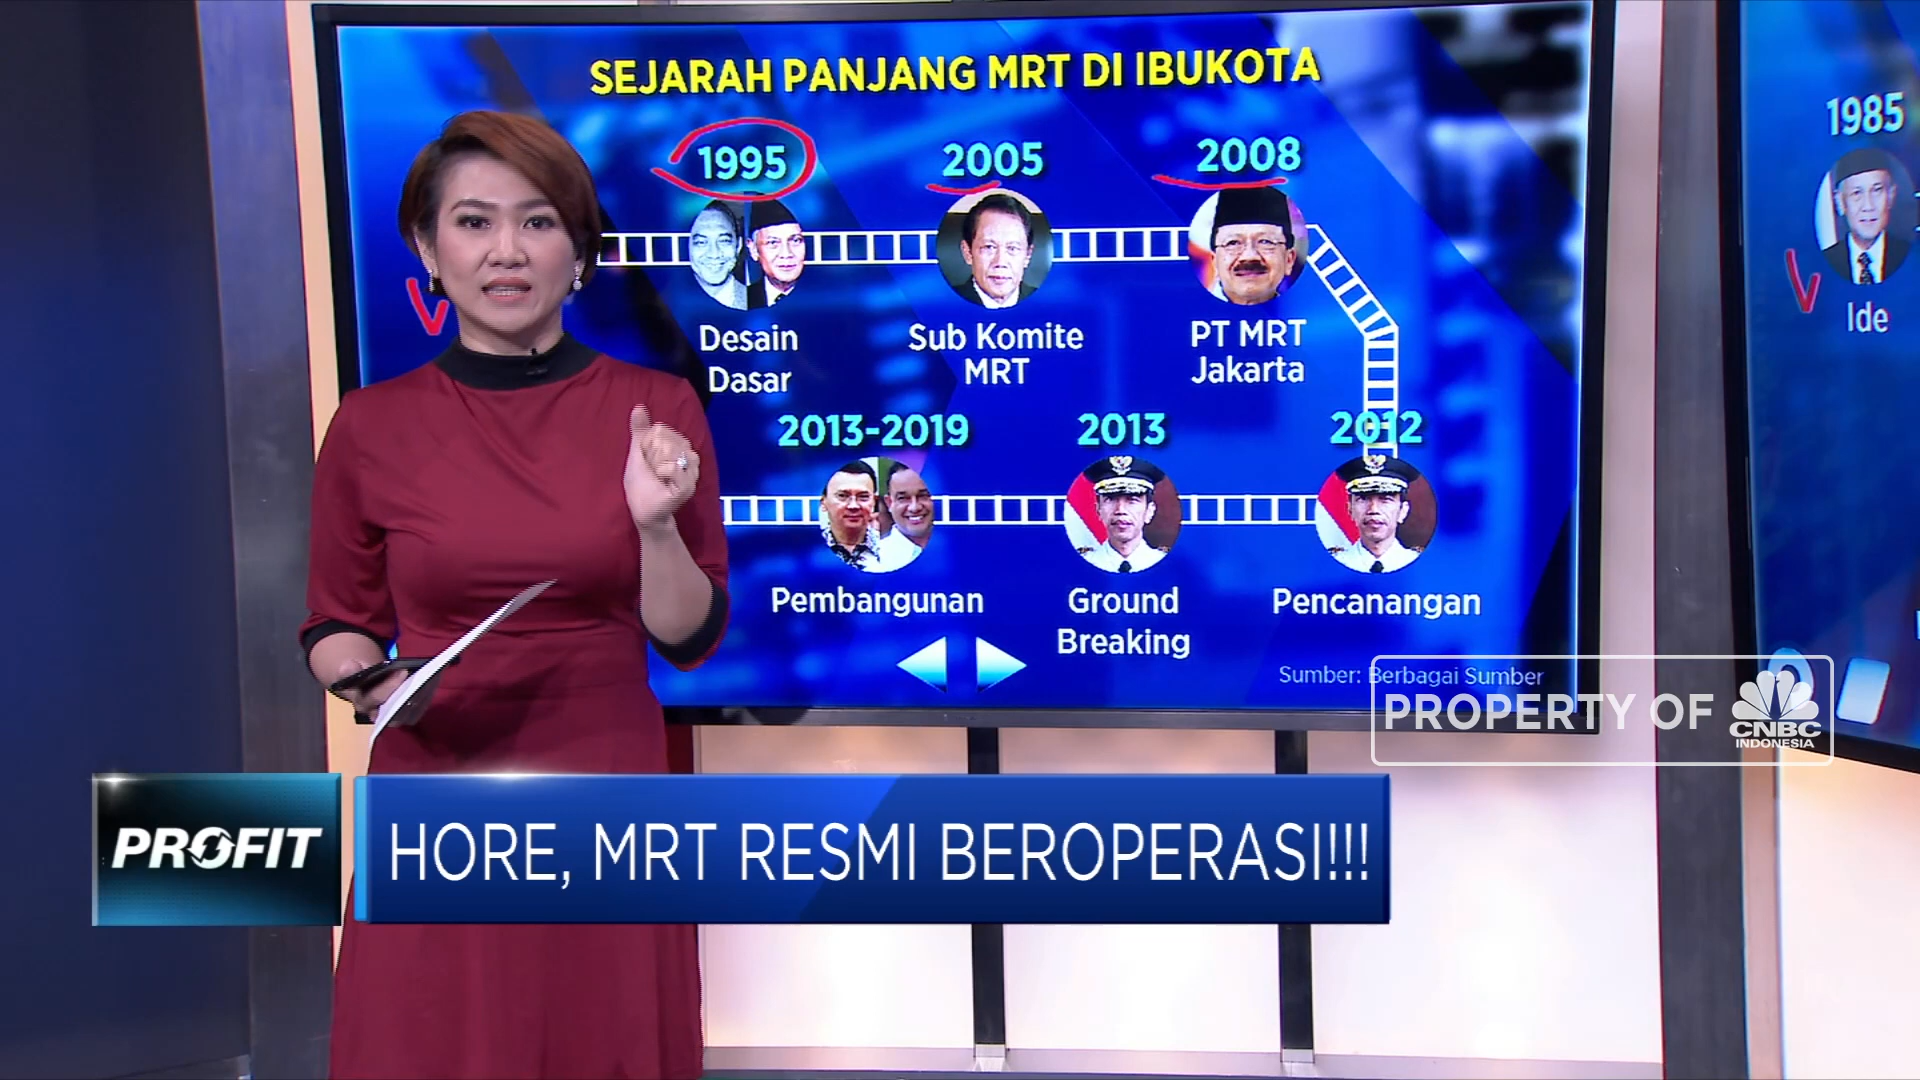 SEJARAH PANJANG MRT DI IBUKOTA
1985
1995
2005
2008
Ide
Desain
Dasar
Sub Komite
MRT
PT MRT
Jakarta
2013-2019
2013
2012
Pembangunan
Ground
Breaking
Pencanangan
Sumber: Berbagai Sumber
PROPERTY OF
CNBC
INDONESIA
PROFIT
HORE, MRT RESMI BEROPERASI!!!!